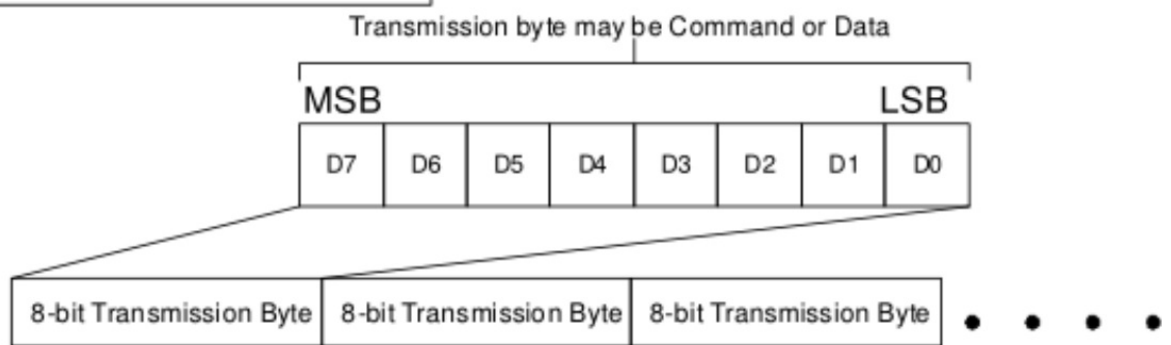 Transmission byte may be Command or Data
MSB LSB
D7 D6 D5 D4 D3 D2 D1 D0
8-bit Transmission Byte 8-bit Transmission Byte 8-bit Transmission Byte